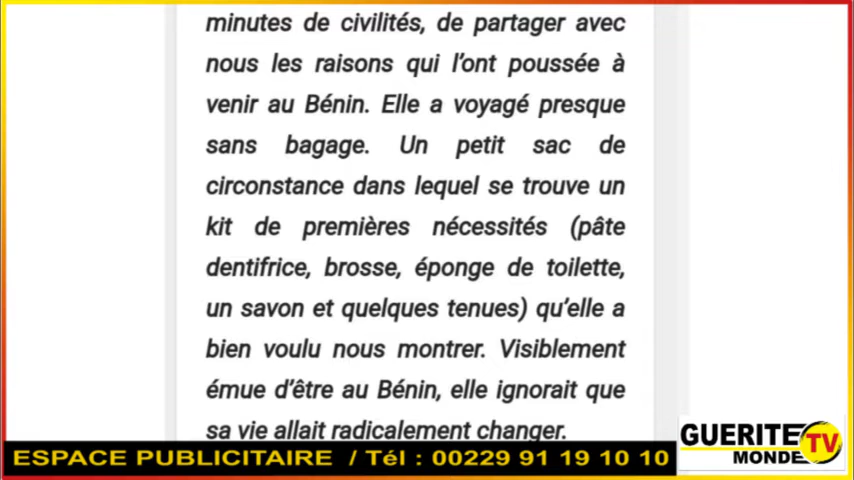 minutes de civilités, de partager avec
nous les raisons qui l’ont poussée à
venir au Bénin. Elle a voyagé presque
sans bagage. Un petit sac de
circonstance dans lequel se trouve un
kit de premières nécessités (pâte
dentifrice, brosse, éponge de toilette,
un savon et quelques tenues) qu’elle a
bien voulu nous montrer. Visiblement
émue d’être au Bénin, elle ignorait que
sa vie allait radicalement changer.
ESPACE PUBLICITAIRE / Tél : 00229 91 19 10 10
GUERITE TV
MONDE